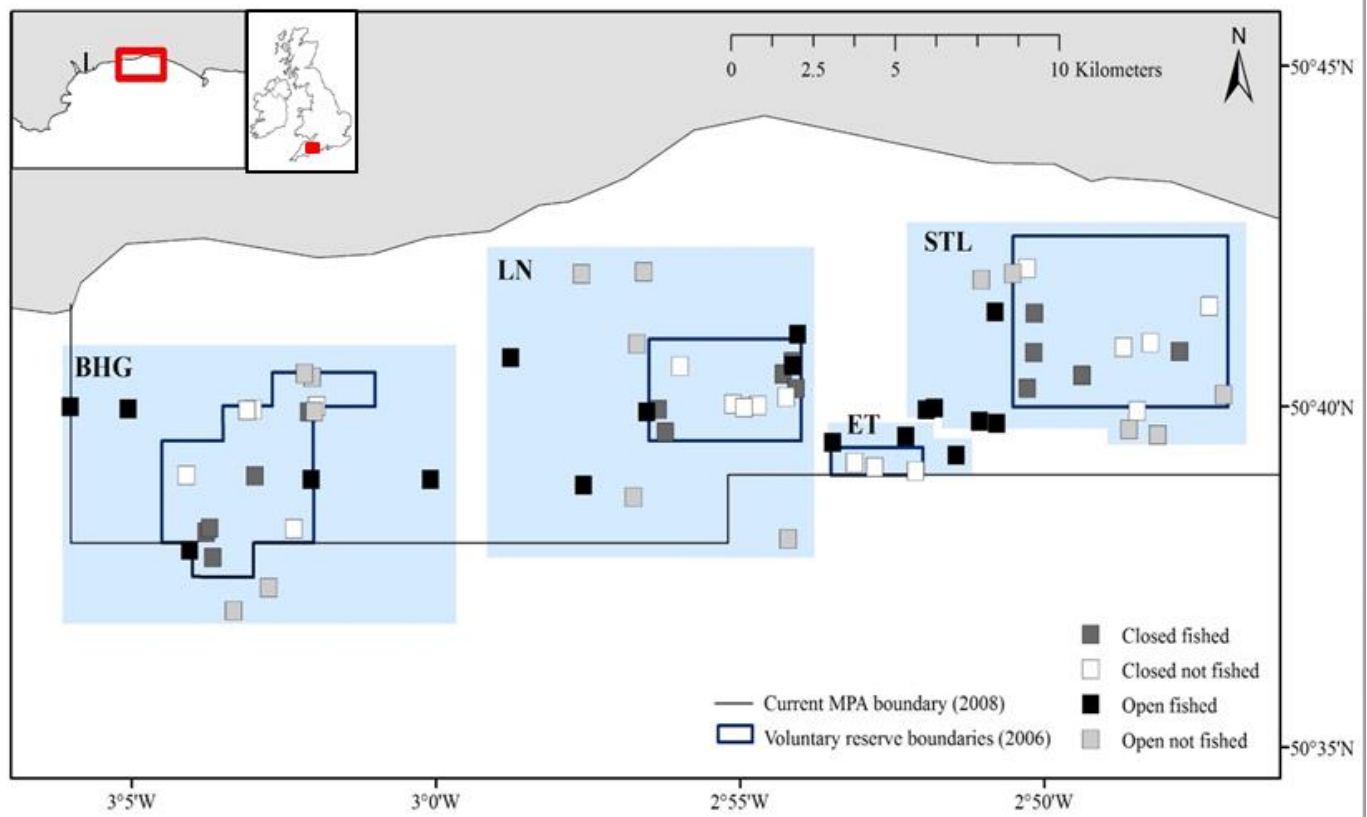 N
0 2.5 5 10 Kilometers
50°45'N
STL
LN
BHG
50°40'N
ET
Closed fished
Closed not fished
Current MPA boundary (2008)
Open fished
Voluntary reserve boundaries (2006)
Open not fished
50°35'N
3°5'W 3°0'W 2°55'W 2°50'W